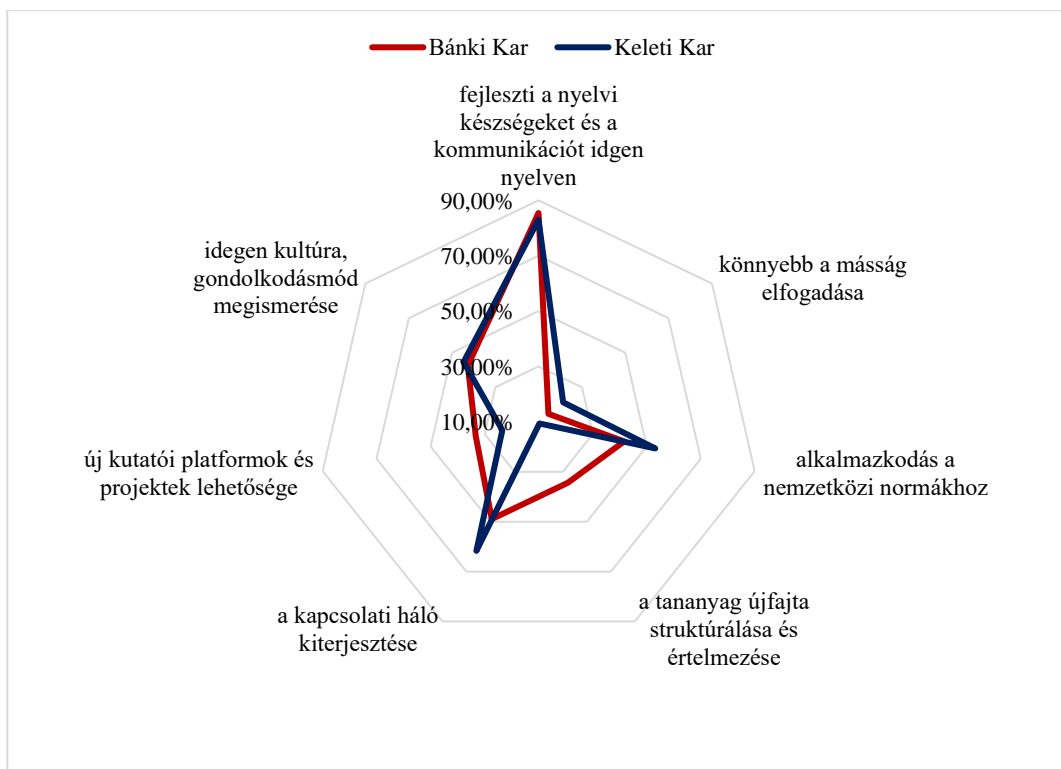 Bánki Kar
Keleti Kar
fejleszti a nyelvi
készségeket és a
kommunikációt idgen
nyelven
90,00%
70,00%
50,00%
30,00%
10,00%
könnyebb a másság
elfogadása
alkalmazkodás a
nemzetközi normákhoz
a tananyag újfajta
struktúrálása és
értelmezése
a kapcsolati háló
kiterjesztése
új kutatói platformok és
projektek lehetősége
idegen kultúra,
gondolkodásmód
megismerése